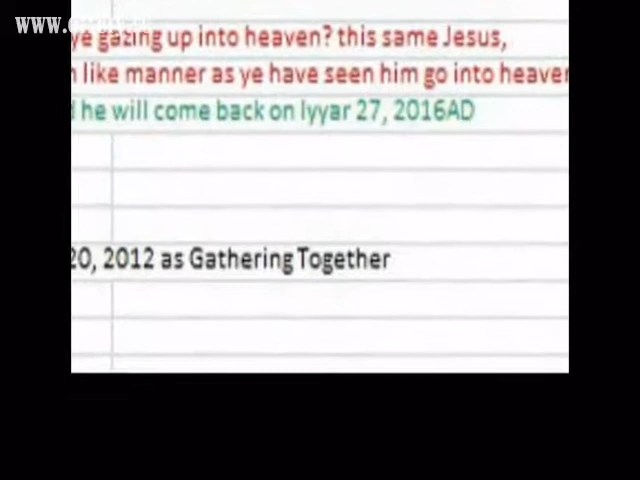 ye gazing up into heaven? this same Jesus,
like manner as ye have seen him go into heaven
he will come back on Iyyar 27, 2016AD
20, 2012 as Gathering Together